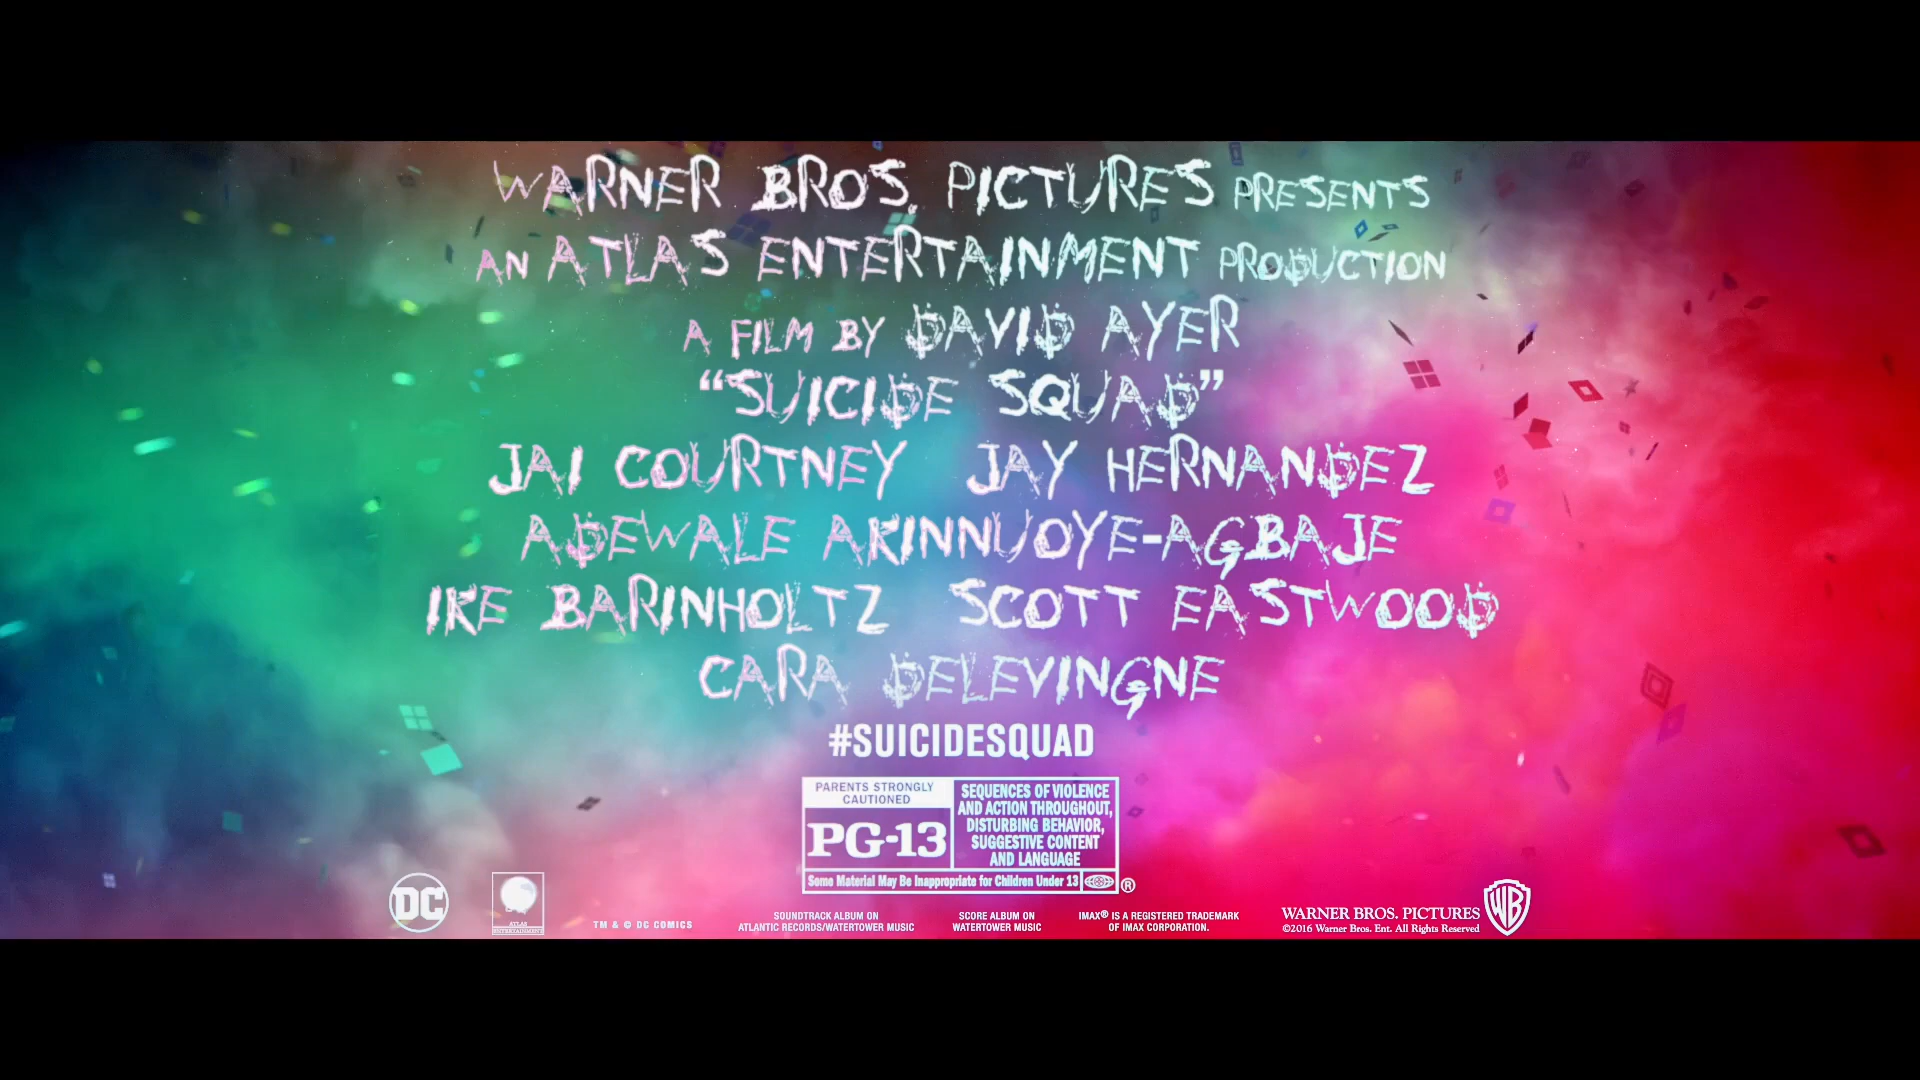 WARNER BROS. PICTURES PRESENTS
AN ATLAS ENTERTAINMENT PRODUCTION
A FILM BY DAVID AYER
“SUICIDE SQUAD”
JAI COURTNEY JAY HERNANDEZ
ADEWALE AKINNUOYE-AGBAJE
IKE BARINHOLTZ SCOTT EASTWOOD
CARA DELEVINGNE
#SUICIDESQUAD
PARENTS STRONGLY
CAUTIONED
PG-13
SEQUENCES OF VIOLENCE
AND ACTION THROUGHOUT,
DISTURBING BEHAVIOR,
SUGGESTIVE CONTENT
AND LANGUAGE
Some Material May Be Inappropriate for Children Under 13
®
DC
ATLAS
ENTERTAINMENT
TM & © DC COMICS
SOUNDTRACK ALBUM ON
ATLANTIC RECORDS/WATERTOWER MUSIC
SCORE ALBUM ON
WATERTOWER MUSIC
IMAX® IS A REGISTERED TRADEMARK
OF IMAX CORPORATION.
WARNER BROS. PICTURES
©2016 Warner Bros. Ent. All Rights Reserved
WB